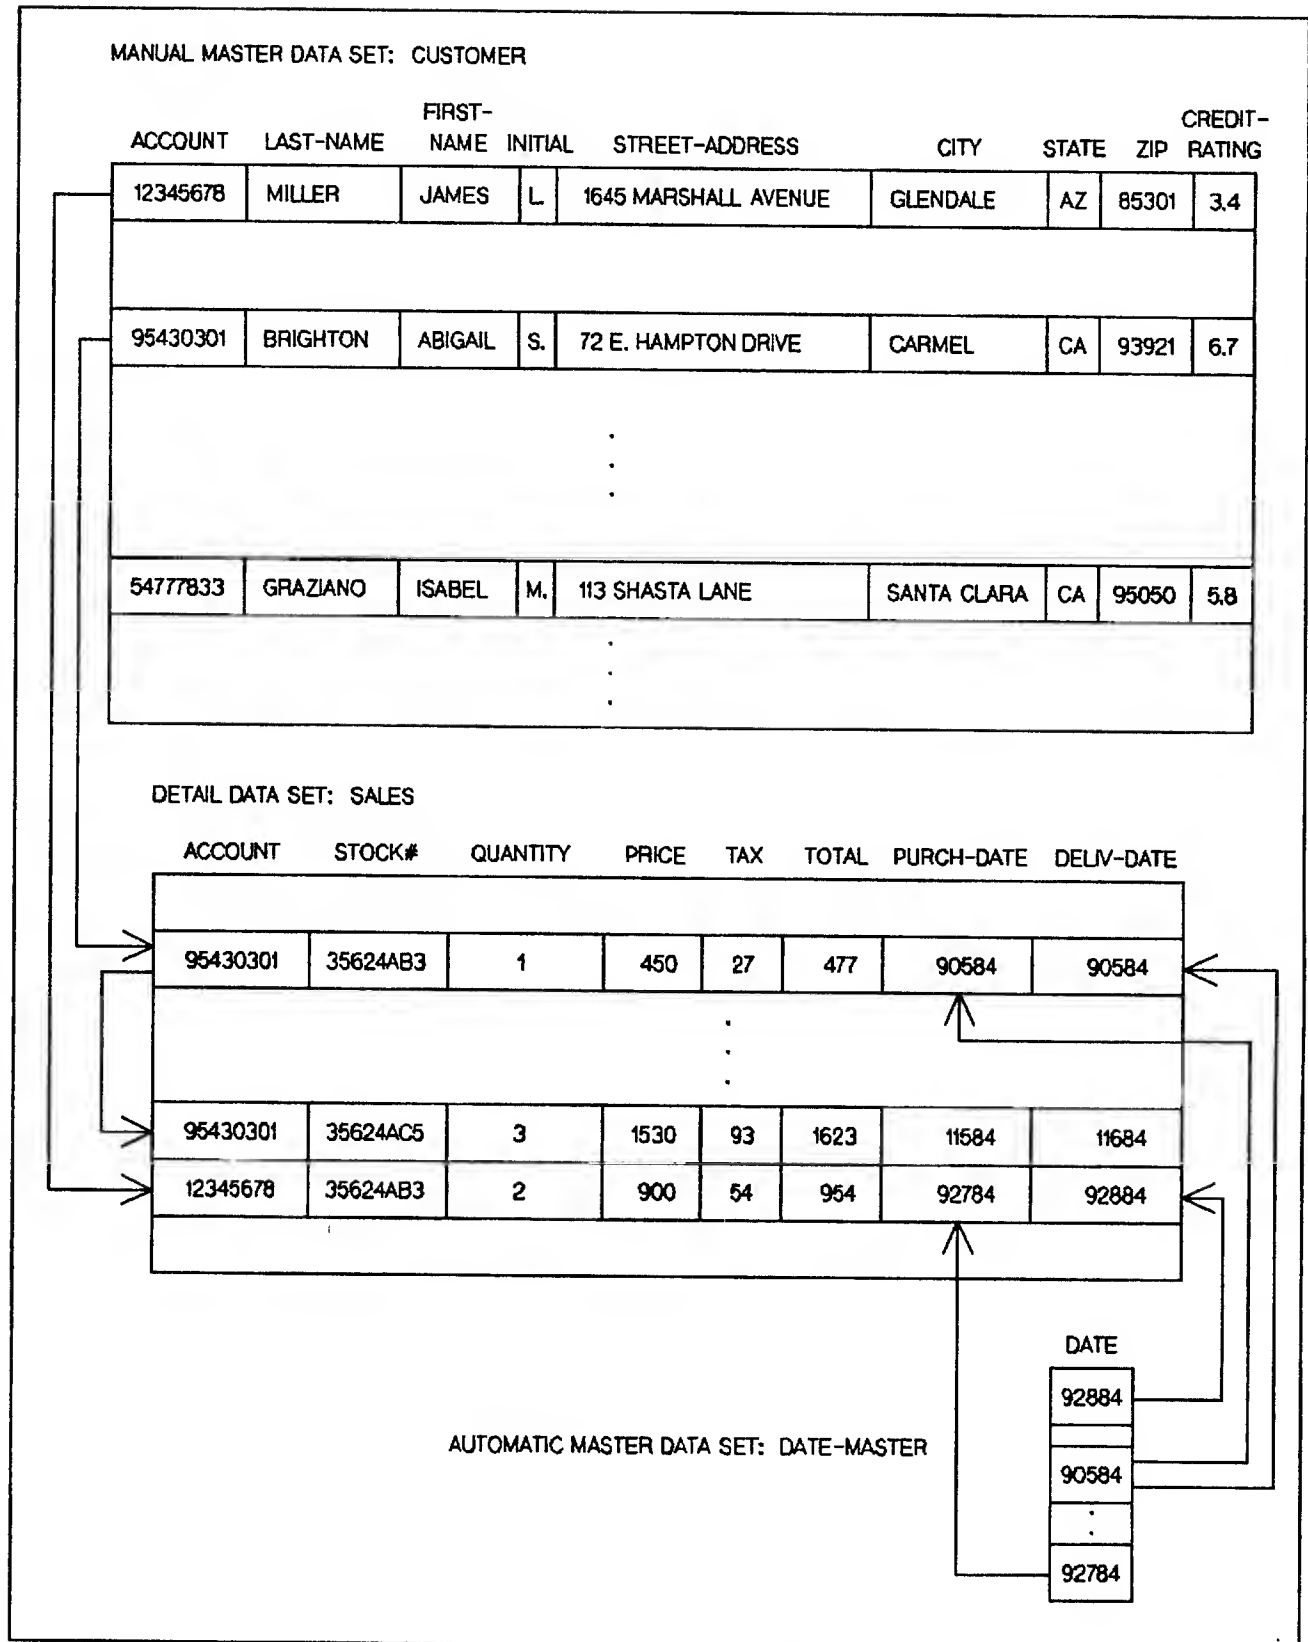 MANUAL MASTER DATA SET: CUSTOMER
FIRST-
CREDIT-
ACCOUNT LAST-NAME NAME INITIAL STREET-ADDRESS CITY STATE ZIP RATING
12345678 MILLER JAMES L. 1645 MARSHALL AVENUE GLENDALE AZ 85301 3.4
95430301 BRIGHTON ABIGAIL S. 72 E. HAMPTON DRIVE CARMEL CA 93921 6.7
54777833 GRAZIANO ISABEL M. 113 SHASTA LANE SANTA CLARA CA 95050 5.8
DETAIL DATA SET: SALES
ACCOUNT STOCK# QUANTITY PRICE TAX TOTAL PURCH-DATE DELIV-DATE
95430301 35624AB3 1 450 27 477 90584 90584
95430301 35624AC5 3 1530 93 1623 11584 11684
12345678 35624AB3 2 900 54 954 92784 92884
DATE
92884
AUTOMATIC MASTER DATA SET: DATE-MASTER
90584
92784